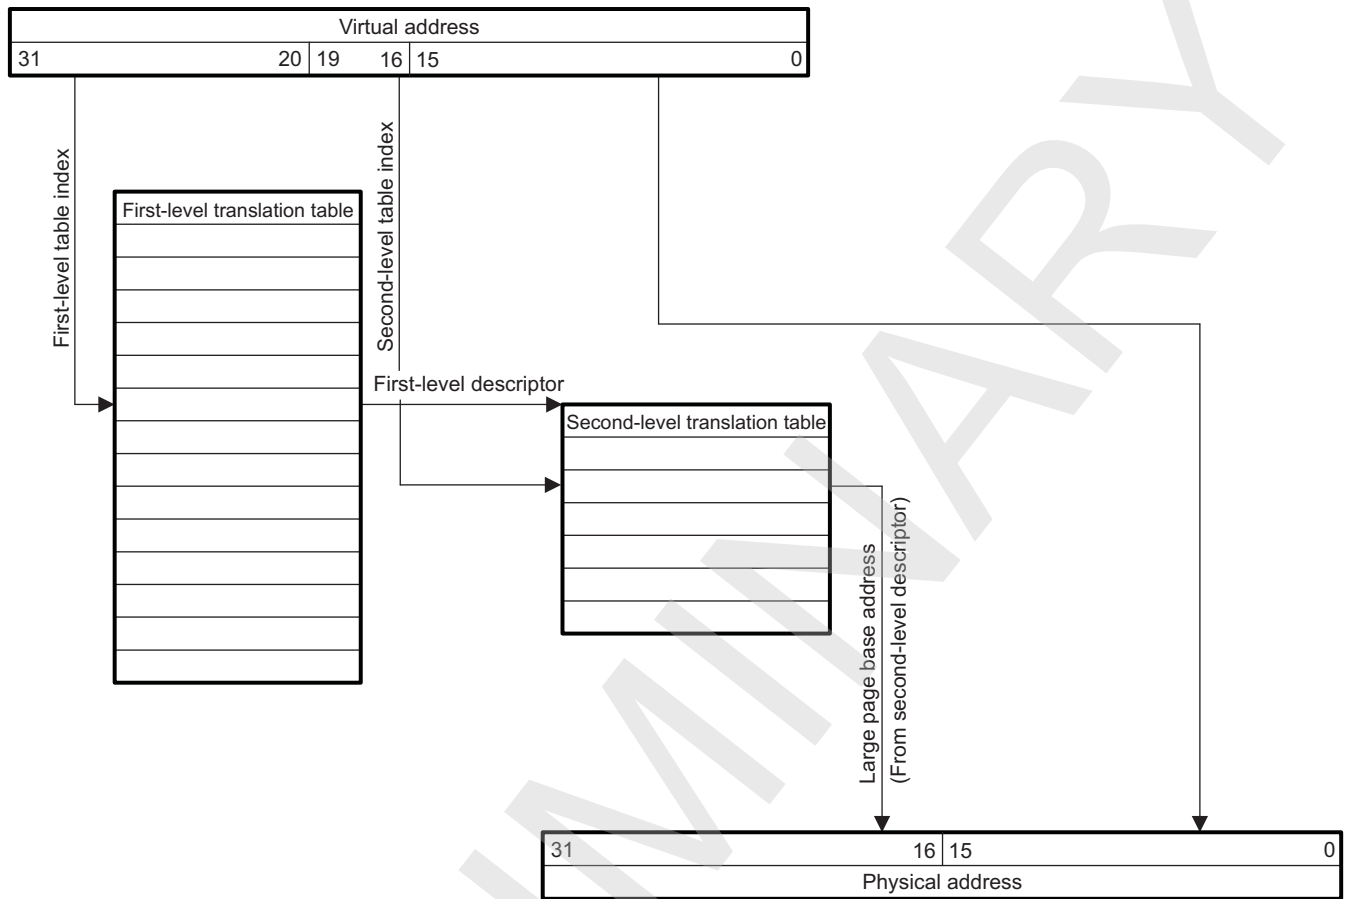 Virtual address
31 20 19 16 15 0
First-level table index
Second-level table index
First-level translation table
First-level descriptor
Second-level translation table
Large page base address
(From second-level descriptor)
31 16 15 0
Physical address
MINARY